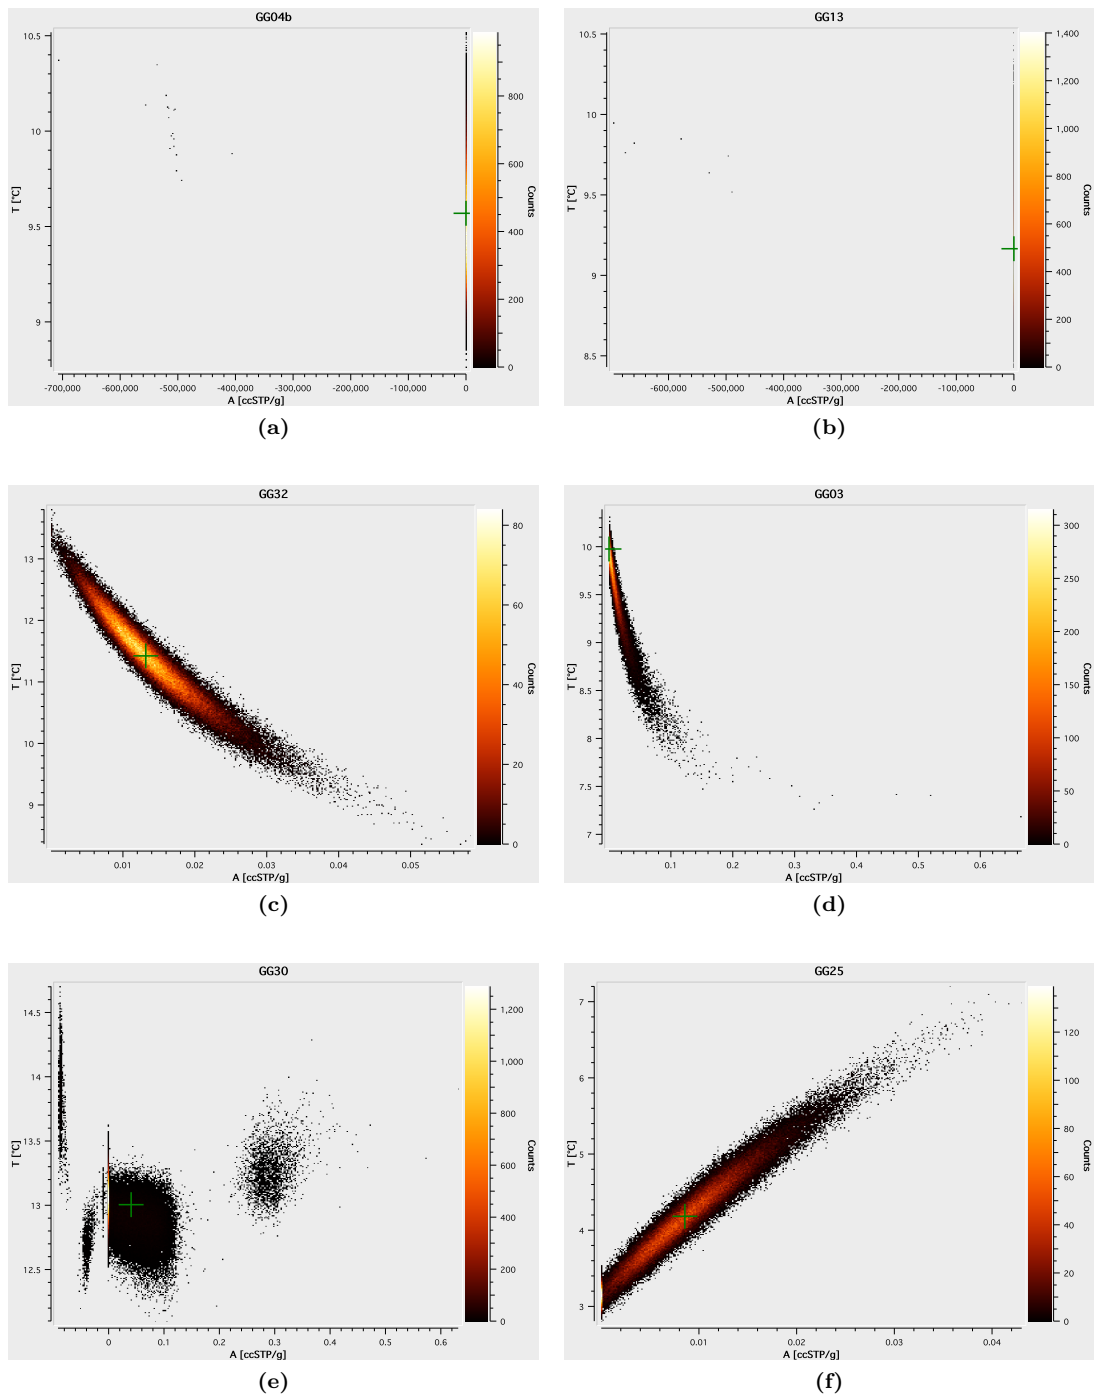 GG04b
10.5
10
9.5
9
T [°C]
-700,000 -600,000 -500,000 -400,000 -300,000 -200,000 -100,000 0
A [ccSTP/g]
800
600
400
200
0
Counts
(a)
GG13
10.5
10
9.5
9
8.5
T [°C]
-600,000 -400,000 -300,000 -200,000 -100,000 0
A [ccSTP/g]
1,400
1,200
1,000
800
600
400
200
0
Counts
(b)
GG32
13
12
11
10
9
T [°C]
0.01 0.02 0.03 0.04 0.05
A [ccSTP/g]
80
60
40
20
0
Counts
(c)
GG03
10
9.5
9
8.5
8
7.5
7
T [°C]
0.1 0.2 0.3 0.4 0.5 0.6
A [ccSTP/g]
300
250
200
150
100
50
0
Counts
(d)
GG30
14.5
14
13.5
13
12.5
T [°C]
0 0.1 0.2 0.3 0.4 0.5 0.6
A [ccSTP/g]
1,200
1,000
800
600
400
200
0
Counts
(e)
GG25
7
6
5
4
3
T [°C]
0.01 0.02 0.03 0.04
A [ccSTP/g]
120
100
80
60
40
20
0
Counts
(f)